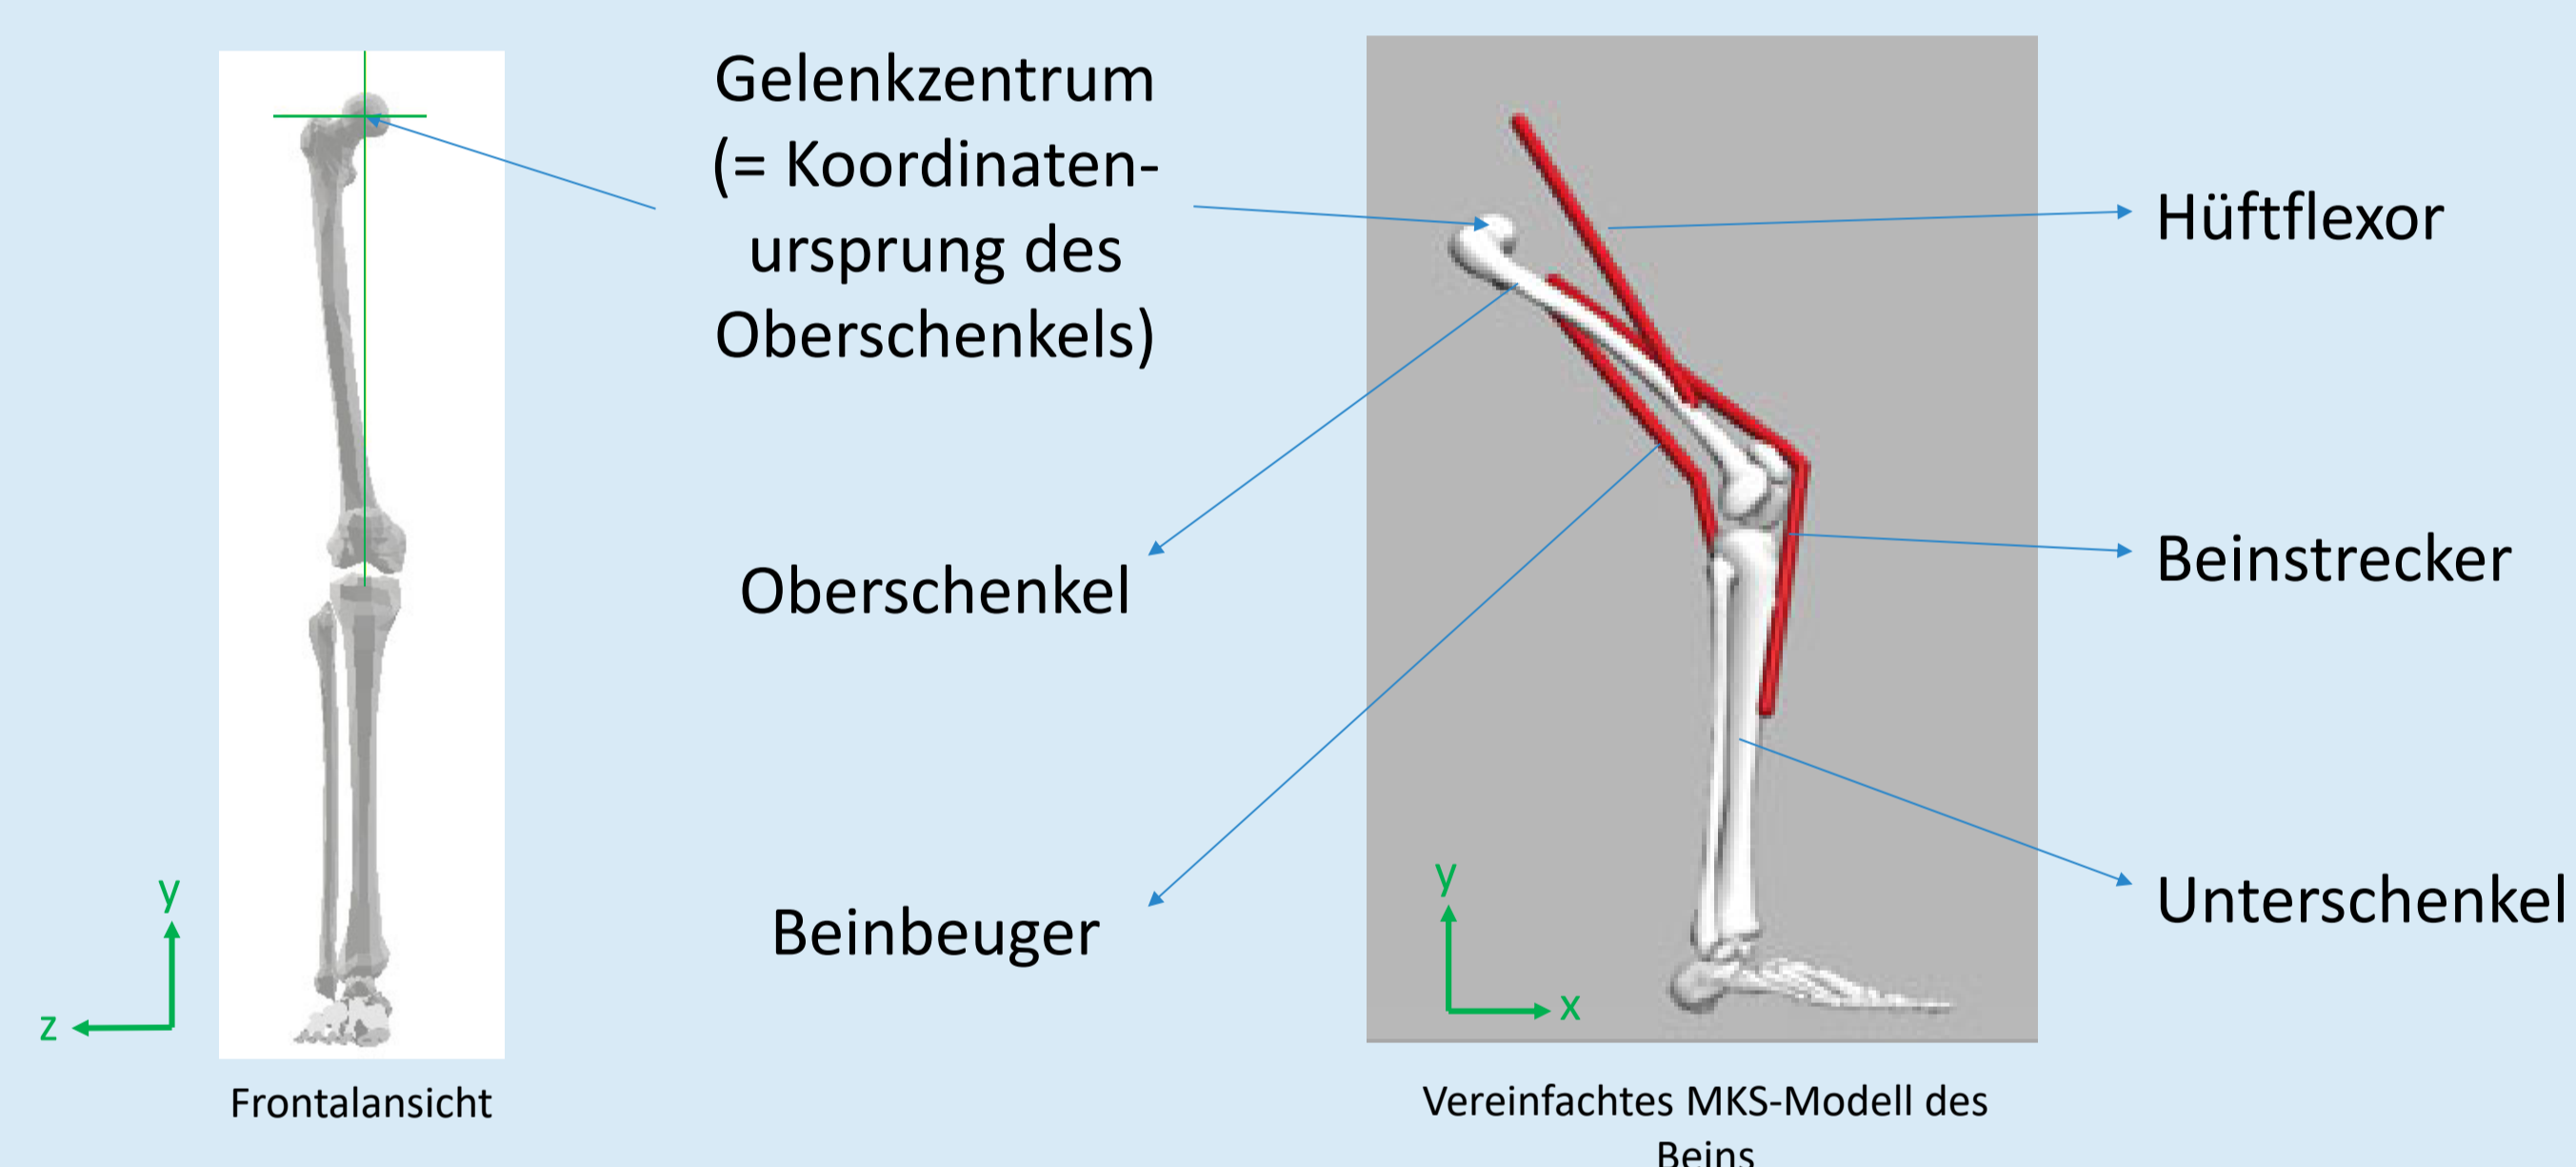 Gelenkzentrum
(= Koordinaten-
ursprung des
Oberschenkels)
Hüftflexor
Oberschenkel
Beinstrecker
Beinbeuger
Unterschenkel
y
z
y
x
Frontalansicht
Vereinfachtes MKS-Modell des
Beins